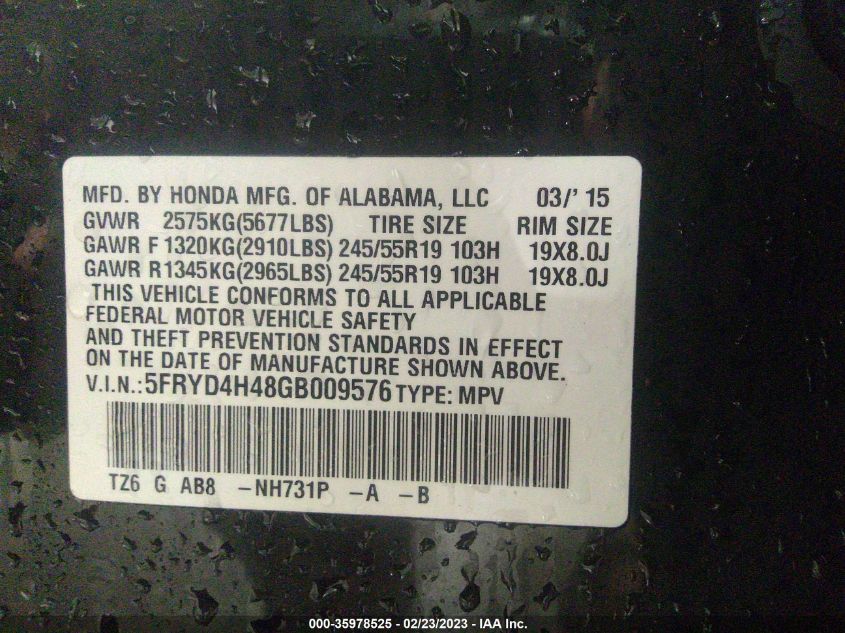 MFD. BY HONDA MFG. OF ALABAMA, LLC 03/' 15
GVWR 2575KG(5677LBS) TIRE SIZE RIM SIZE
GAWR F1320KG(2910LBS) 245/55R19 103H 19X8.0J
GAWR R1345KG(2965LBS) 245/55R19 103H 19X8.0J
THIS VEHICLE CONFORMS TO ALL APPLICABLE
FEDERAL MOTOR VEHICLE SAFETY
AND THEFT PREVENTION STANDARDS IN EFFECT
ON THE DATE OF MANUFACTURE SHOWN ABOVE.
V.I.N.:5FRYD4H48GB009576 TYPE: MPV
TZ6 G AB8 -NH731P -A -B
000-35978525 - 02/23/2023 - IAA Inc.